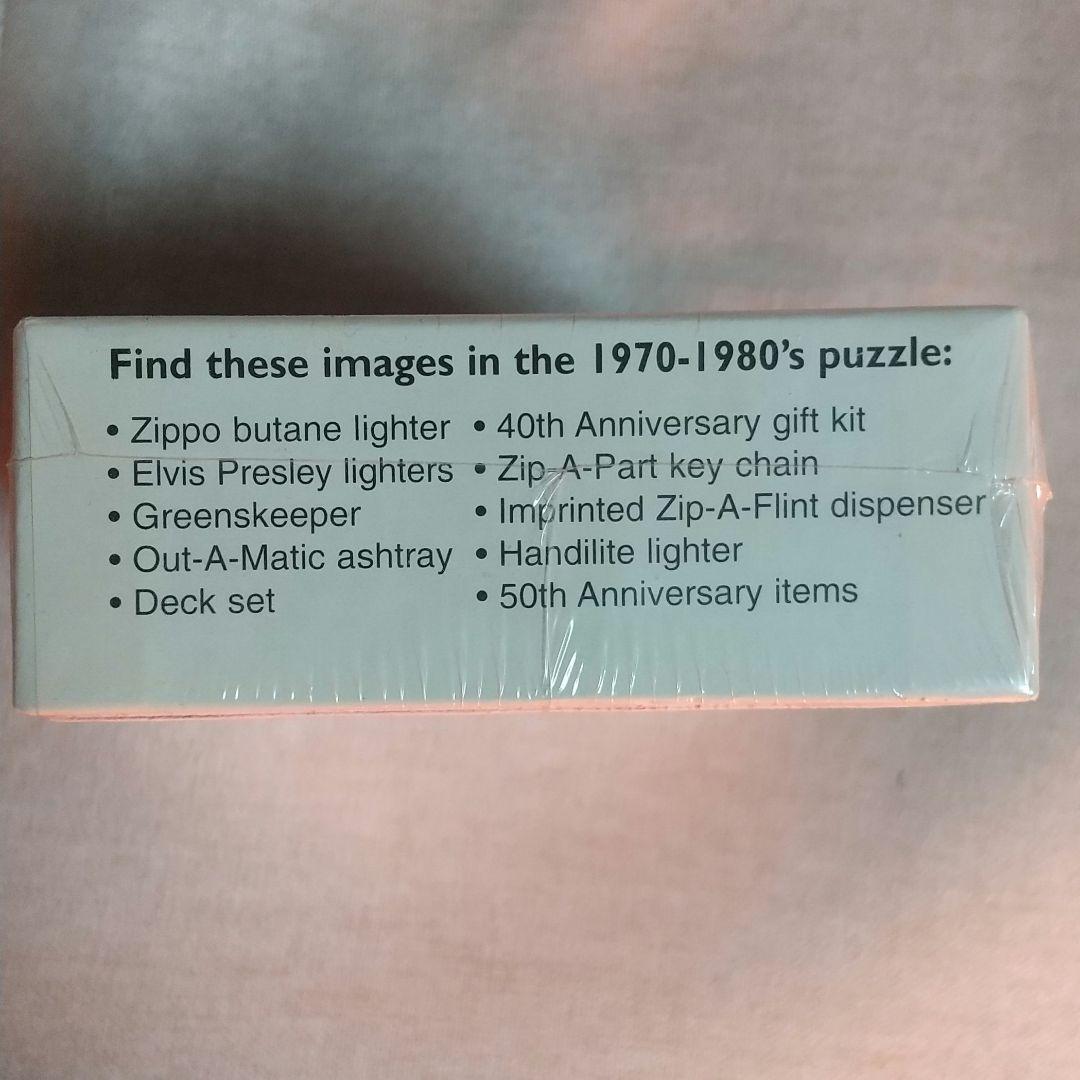 Find these images in the 1970-1980's puzzle:
• Zippo butane lighter
• Elvis Presley lighters
• Greenskeeper
• Out-A-Matic ashtray
• Deck set
• 40th Anniversary gift kit
• Zip-A-Part key chain
• Imprinted Zip-A-Flint dispenser
• Handilite lighter
• 50th Anniversary items